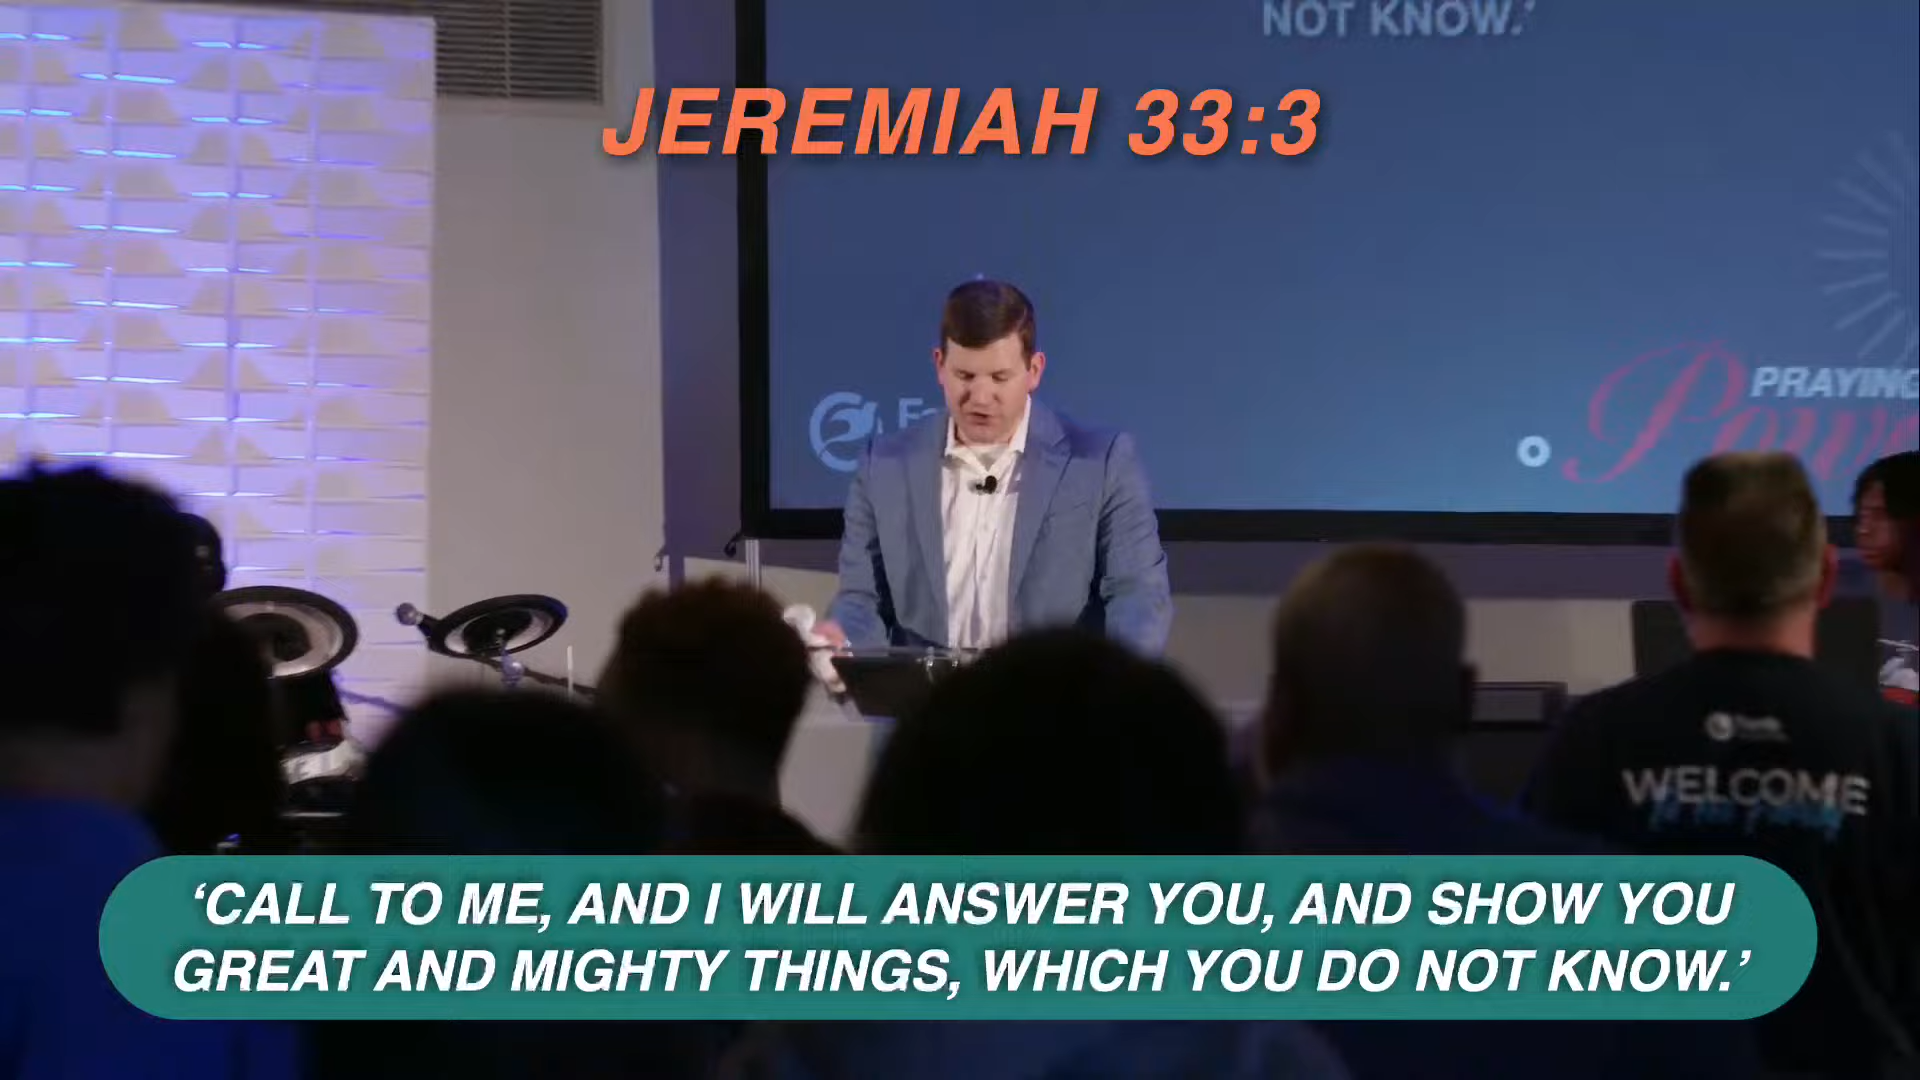 NOT KNOW.'
JEREMIAH 33:3
PRAYING
WELCOME
‘CALL TO ME, AND I WILL ANSWER YOU, AND SHOW YOU
GREAT AND MIGHTY THINGS, WHICH YOU DO NOT KNOW.’